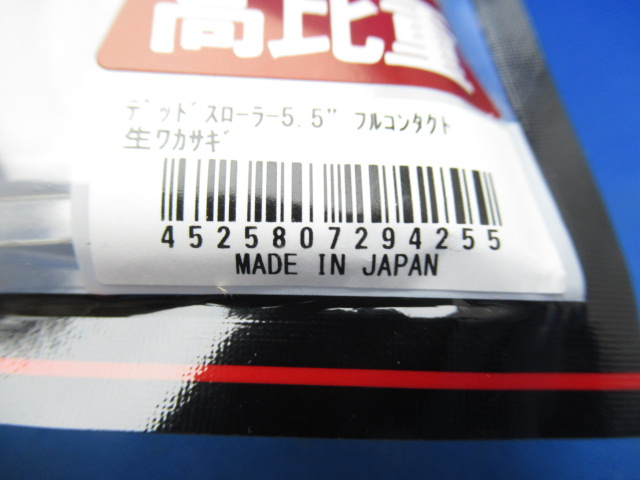 高比重
ﾃﾞｯﾄﾞｽﾛｰﾗｰ5.5" ﾌﾙｺﾝﾀｸﾄ
生ﾜｶｻｷﾞ
4525807294255
MADE IN JAPAN